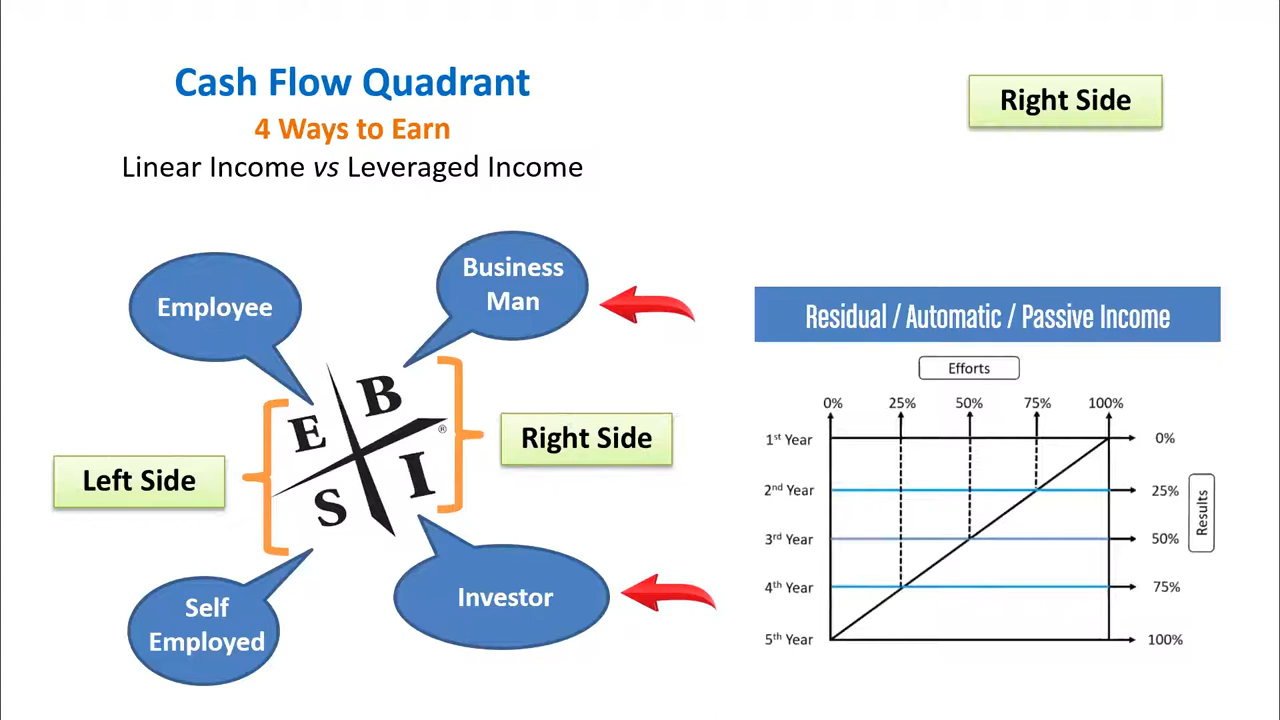 Cash Flow Quadrant
4 Ways to Earn
Linear Income vs Leveraged Income
Right Side
Employee
Business
Man
E
B
®
S
I
Left Side
Right Side
Self
Employed
Investor
Residual / Automatic / Passive Income
Efforts
0% 25% 50% 75% 100%
1st Year 0%
2nd Year 25%
3rd Year 50%
4th Year 75%
5th Year 100%
Results